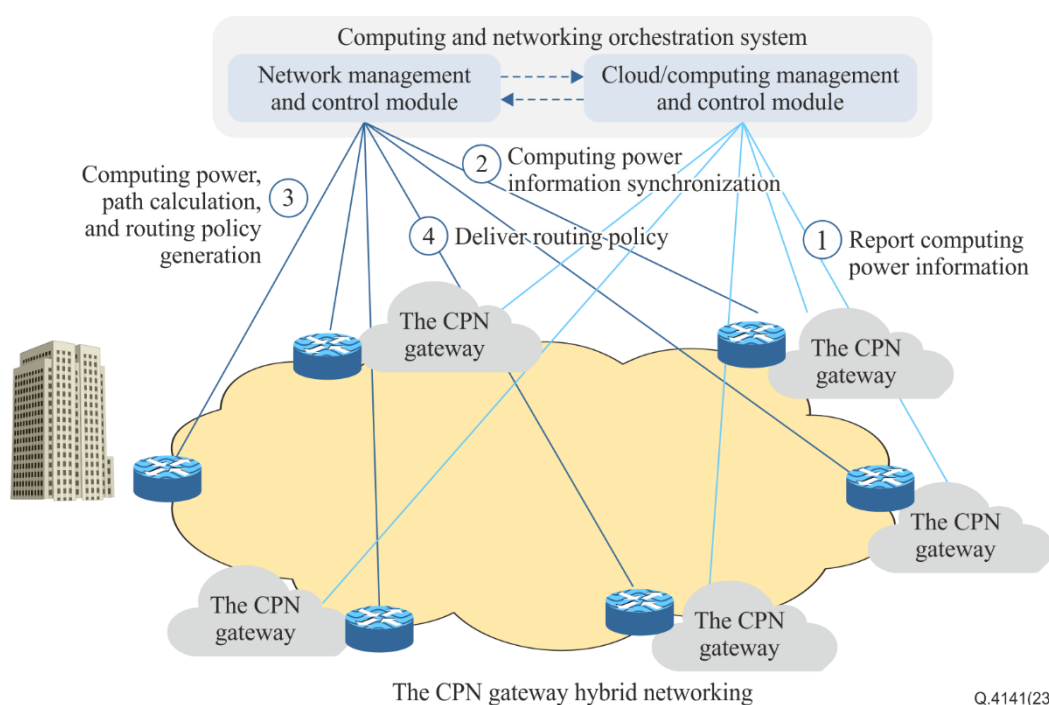 Computing and networking orchestration system
Network management
and control module
Cloud/computing management
and control module
2
Computing power
information synchronization
Computing power,
path calculation,
and routing policy
generation
3
4
Deliver routing policy
1
Report computing
power information
The CPN
gateway
The CPN
gateway
The CPN
gateway
The CPN
gateway
The CPN
gateway
The CPN gateway hybrid networking
Q.4141(23